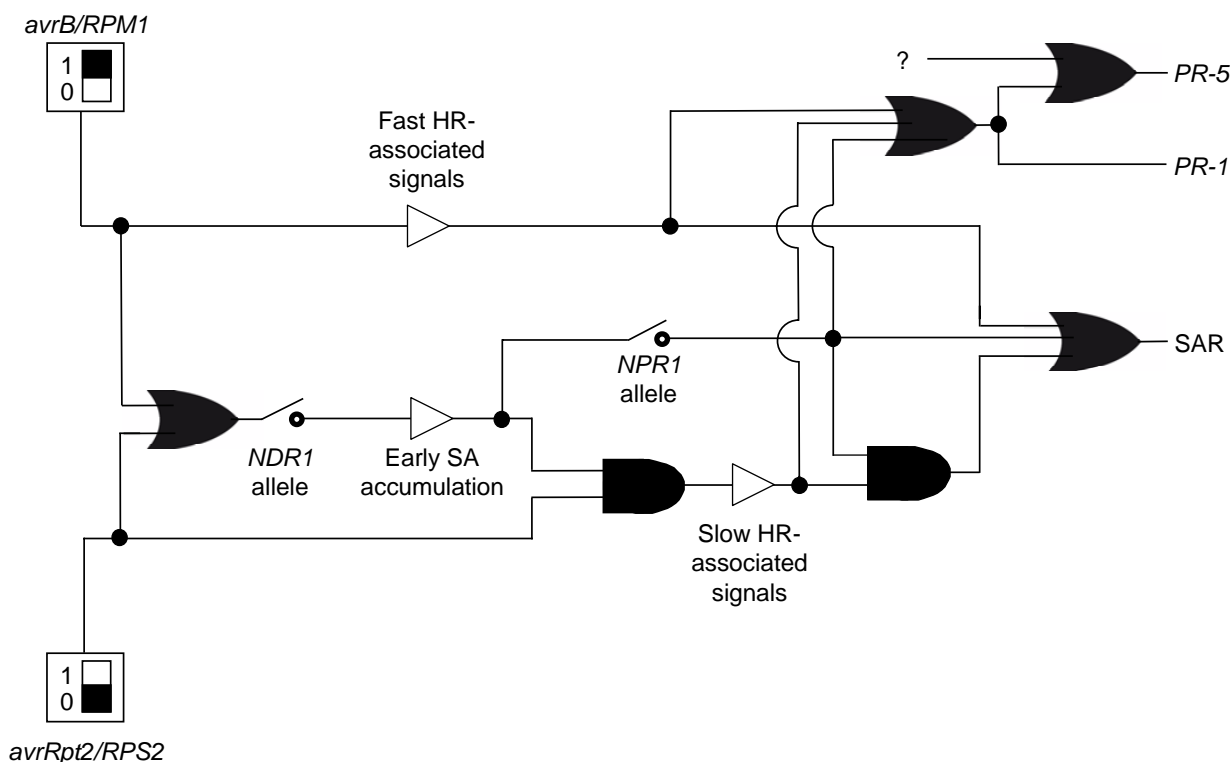 avrB/RPM1
1
0
?
PR-5
Fast HR-
associated
signals
PR-1
NPR1
allele
SAR
NDR1
allele
Early SA
accumulation
Slow HR-
associated
signals
1
0
avrRpt2/RPS2